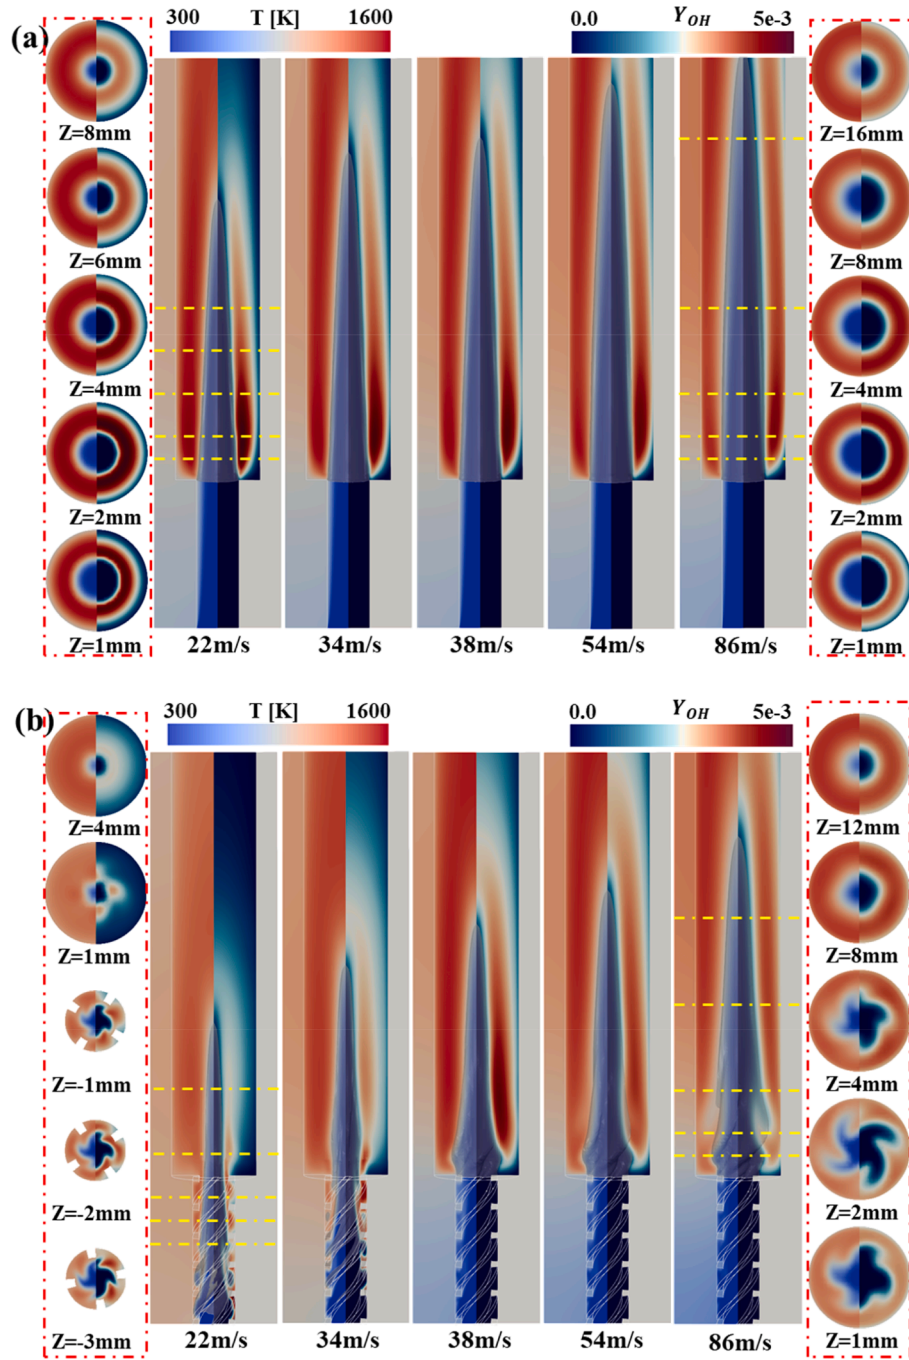 (a)
300 T [K] 1600
0.0 Y_OH 5e-3
Z=8mm
Z=6mm
Z=4mm
Z=2mm
Z=1mm
22m/s 34m/s 38m/s 54m/s 86m/s
Z=16mm
Z=8mm
Z=4mm
Z=2mm
Z=1mm
(b)
300 T [K] 1600
0.0 Y_OH 5e-3
Z=4mm
Z=1mm
Z=-1mm
Z=-2mm
Z=-3mm
22m/s 34m/s 38m/s 54m/s 86m/s
Z=12mm
Z=8mm
Z=4mm
Z=2mm
Z=1mm